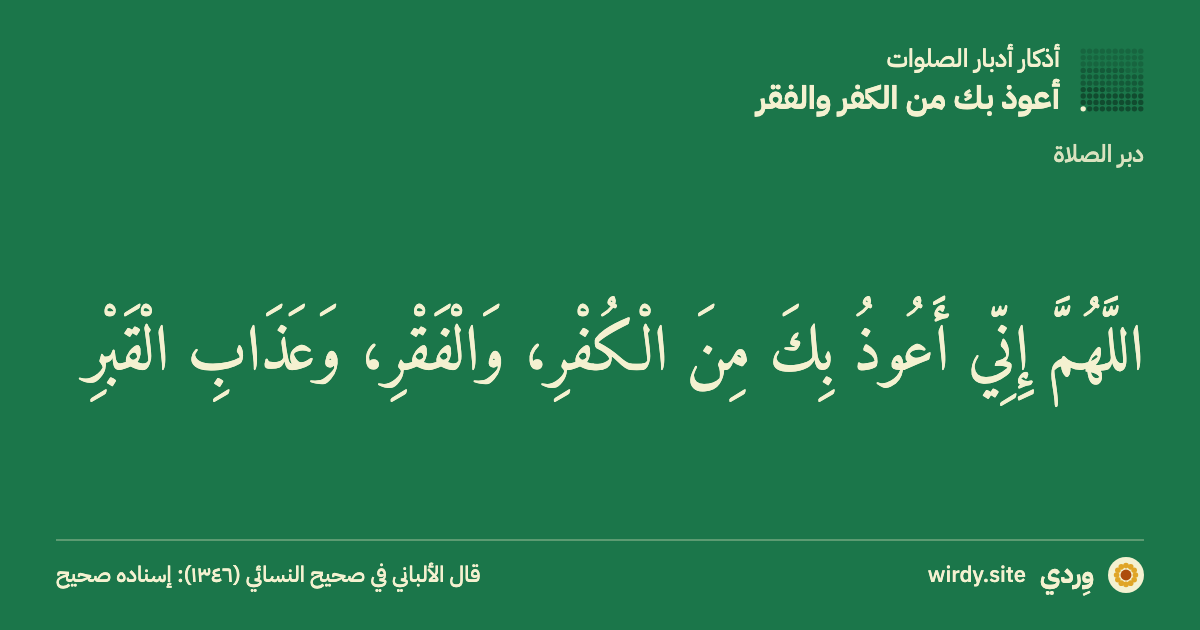 أذكار أدبار الصلوات
أعوذ بك من الكفر والفقر
دبر الصلاة
اللَّهُمَّ إِنِّي أَعُوذُ بِكَ مِنَ الْكُفْرِ، وَالْفَقْرِ، وَعَذَابِ الْقَبْرِ
وِردي wirdy.site
قال الألباني في صحيح النسائي (١٣٤٦): إسناده صحيح